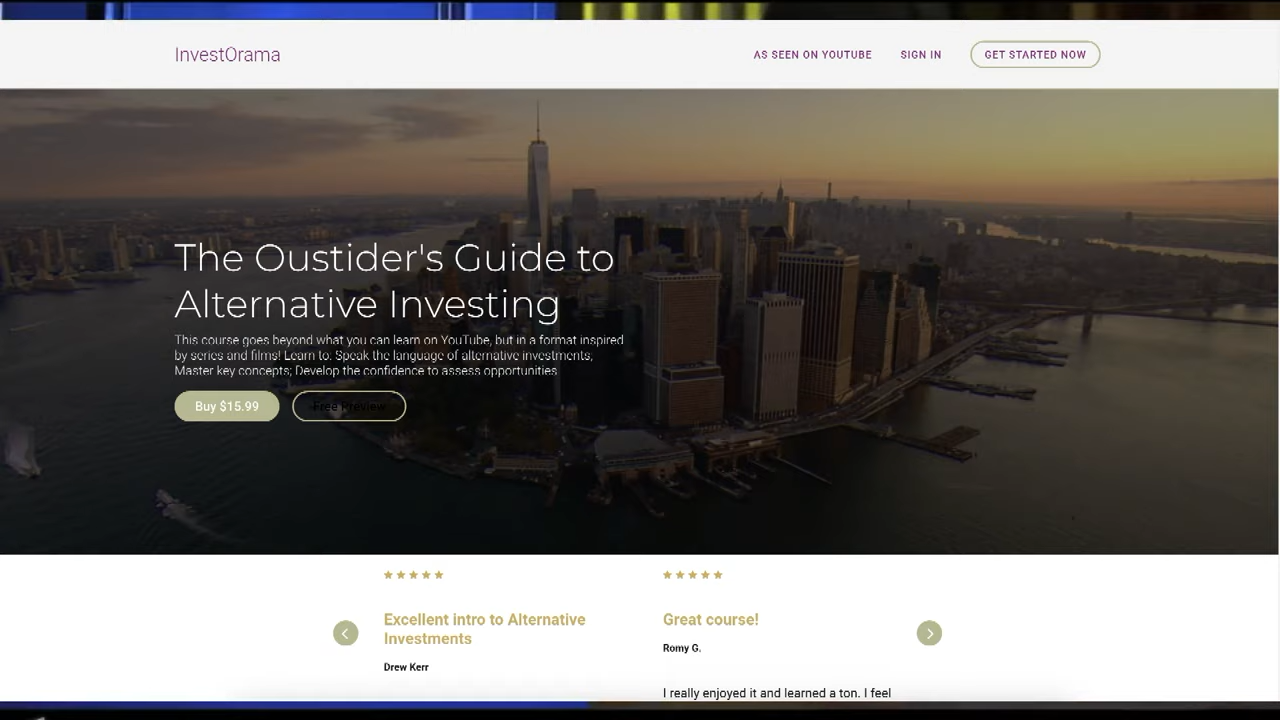 InvestOrama
AS SEEN ON YOUTUBE
SIGN IN
GET STARTED NOW
The Oustider's Guide to
Alternative Investing
This course goes beyond what you can learn on YouTube, but in a format inspired
by series and films! Learn to: Speak the language of alternative investments;
Master key concepts; Develop the confidence to assess opportunities
Buy $15.99
Free Preview
Excellent intro to Alternative
Investments
Drew Kerr
Great course!
Romy G.
I really enjoyed it and learned a ton. I feel